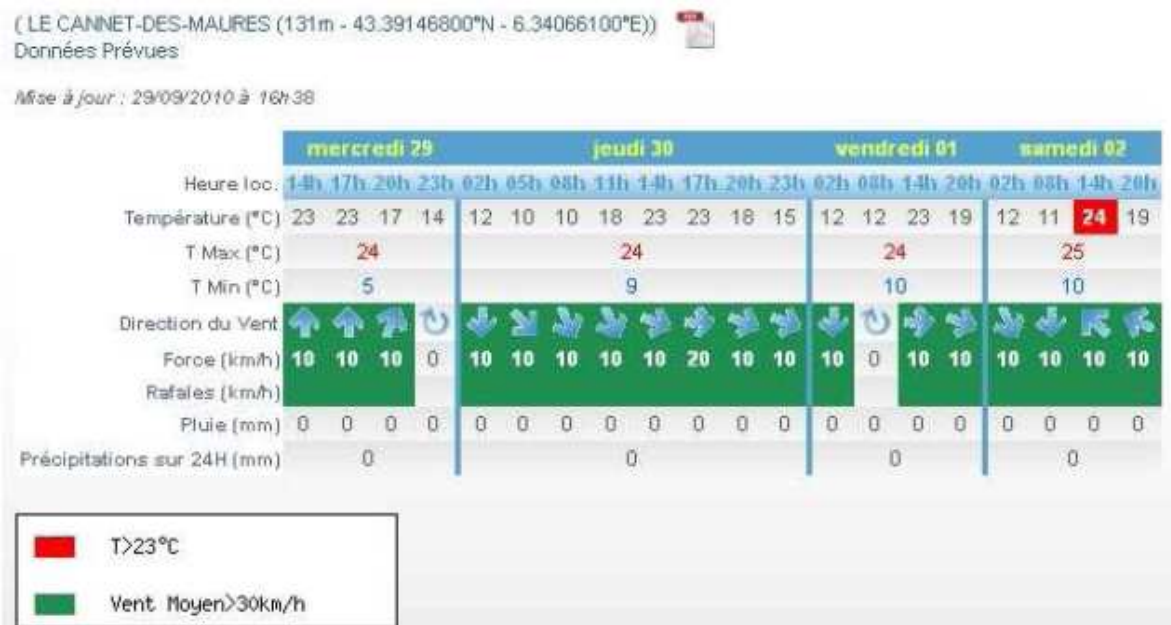 ( LE CANNET-DES-MAURES (131m - 43.39146800°N - 6.34066100°E))
Données Prévues
Mise à jour : 29/09/2010 à 16h38
mercredi 29 jeudi 30 vendredi 01 samedi 02
Heure loc. 14h 17h 20h 23h 02h 05h 08h 11h 14h 17h 20h 23h 02h 08h 14h 20h 02h 08h 14h 20h
Température (°C) 23 23 17 14 12 10 10 18 23 23 18 15 12 12 23 19 12 11 24 19
T Max (°C) 24 24 24 25
T Min (°C) 5 9 10 10
Direction du Vent
Force (km/h) 10 10 10 0 10 10 10 10 10 20 10 10 10 0 10 10 10 10 10 10
Rafales (km/h)
Pluie (mm) 0 0 0 0 0 0 0 0 0 0 0 0 0 0 0 0 0 0 0 0
Précipitations sur 24H (mm) 0 0 0 0
T>23°C
Vent Moyen>30km/h